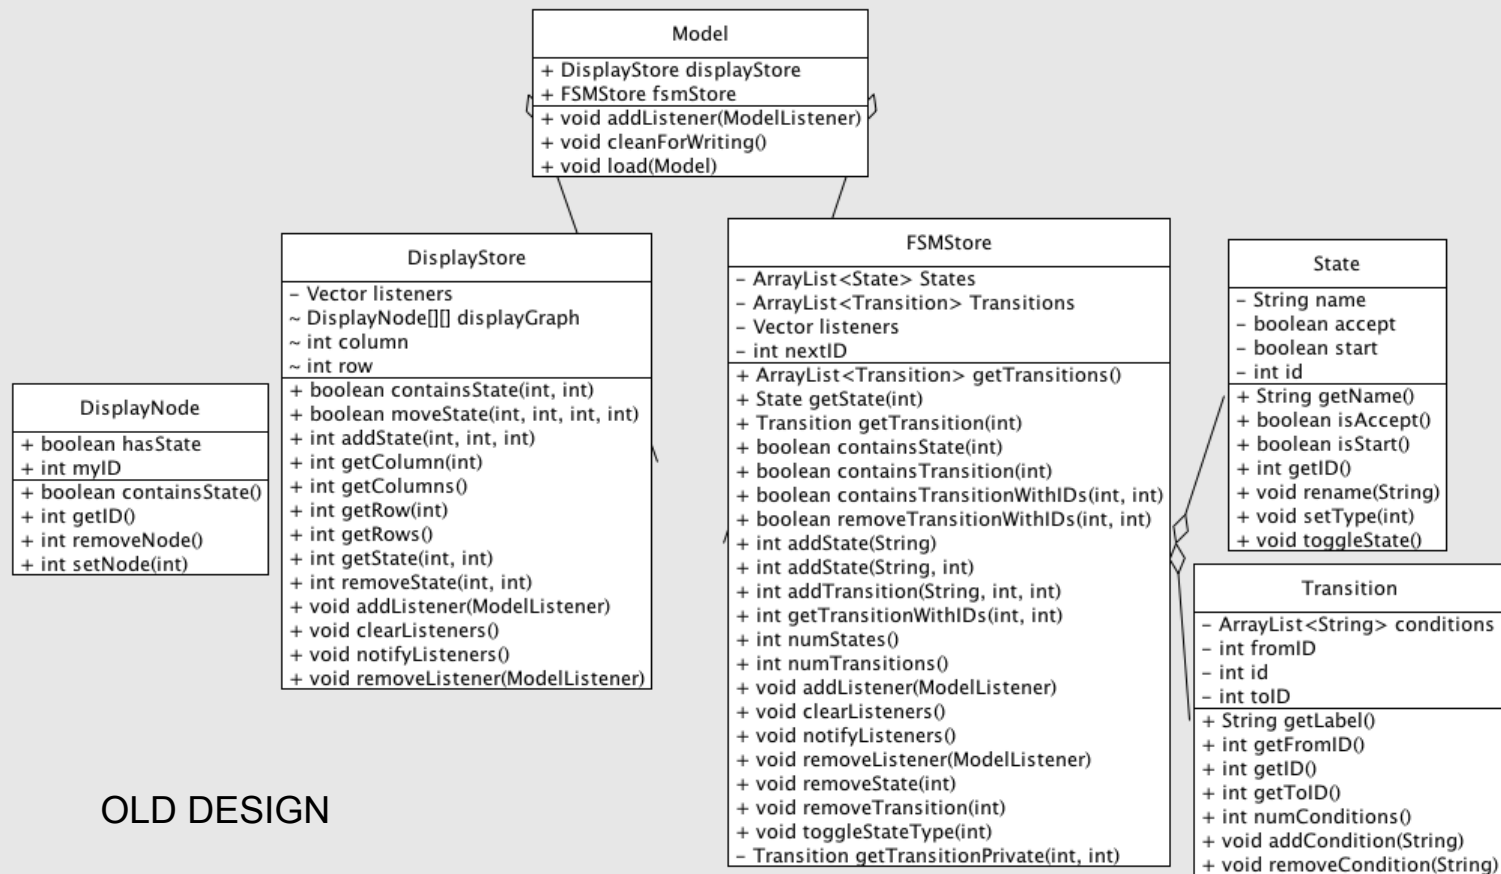 Model
+ DisplayStore displayStore
+ FSMStore fsmStore
+ void addListener(ModelListener)
+ void cleanForWriting()
+ void load(Model)
DisplayStore
- Vector listeners
~ DisplayNode[][] displayGraph
~ int column
~ int row
+ boolean containsState(int, int)
+ boolean moveState(int, int, int, int)
+ int addState(int, int, int)
+ int getColumn(int)
+ int getColumns()
+ int getRow(int)
+ int getRows()
+ int getState(int, int)
+ int removeState(int, int)
+ void addListener(ModelListener)
+ void clearListeners()
+ void notifyListeners()
+ void removeListener(ModelListener)
FSMStore
- ArrayList<State> States
- ArrayList<Transition> Transitions
- Vector listeners
- int nextID
+ ArrayList<Transition> getTransitions()
+ State getState(int)
+ Transition getTransition(int)
+ boolean containsState(int)
+ boolean containsTransition(int)
+ boolean containsTransitionWithIDs(int, int)
+ boolean removeTransitionWithIDs(int, int)
+ int addState(String)
+ int addState(String, int)
+ int addTransition(String, int, int)
+ int getTransitionWithIDs(int, int)
+ int numStates()
+ int numTransitions()
+ void addListener(ModelListener)
+ void clearListeners()
+ void notifyListeners()
+ void removeListener(ModelListener)
+ void removeState(int)
+ void removeTransition(int)
+ void toggleStateType(int)
- Transition getTransitionPrivate(int, int)
State
- String name
- boolean accept
- boolean start
- int id
+ String getName()
+ boolean isAccept()
+ boolean isStart()
+ int getID()
+ void rename(String)
+ void setType(int)
+ void toggleState()
DisplayNode
+ boolean hasState
+ int myID
+ boolean containsState()
+ int getID()
+ int removeNode()
+ int setNode(int)
Transition
- ArrayList<String> conditions
- int fromID
- int id
- int toID
+ String getLabel()
+ int getFromID()
+ int getID()
+ int getToID()
+ int numConditions()
+ void addCondition(String)
+ void removeCondition(String)
OLD DESIGN